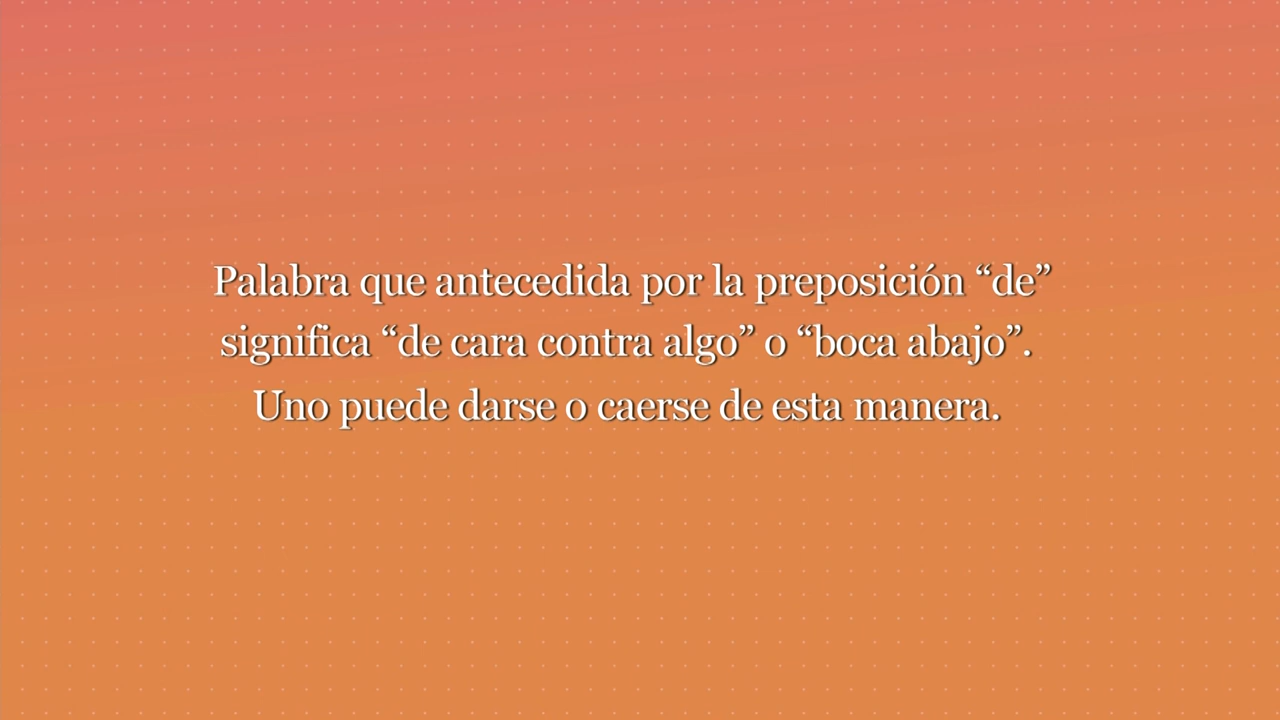 Palabra que antecedida por la preposición “de”
significa “de cara contra algo” o “boca abajo”.
Uno puede darse o caerse de esta manera.